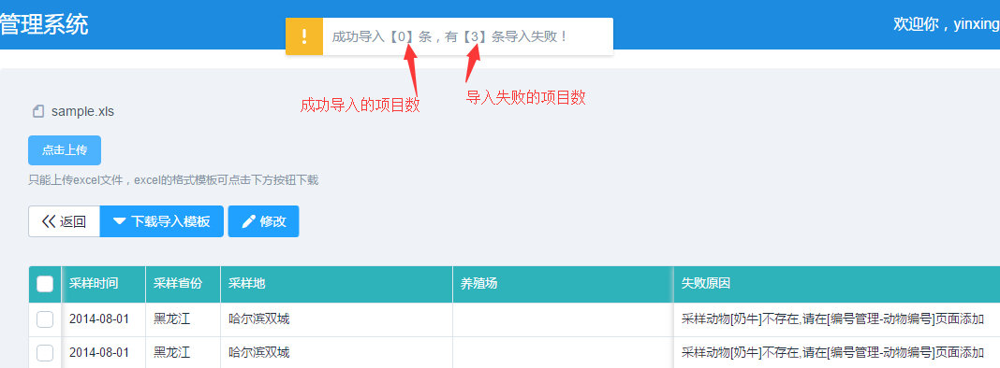 管理系统
成功导入【0】条，有【3】条导入失败！
欢迎你，yinxing
成功导入的项目数
导入失败的项目数
sample.xls
点击上传
只能上传excel文件，excel的格式模板可点击下方按钮下载
返回 下载导入模板 修改
采样时间 采样省份 采样地 养殖场 失败原因
2014-08-01 黑龙江 哈尔滨双城 采样动物[奶牛]不存在,请在[编号管理-动物编号]页面添加
2014-08-01 黑龙江 哈尔滨双城 采样动物[奶牛]不存在,请在[编号管理-动物编号]页面添加